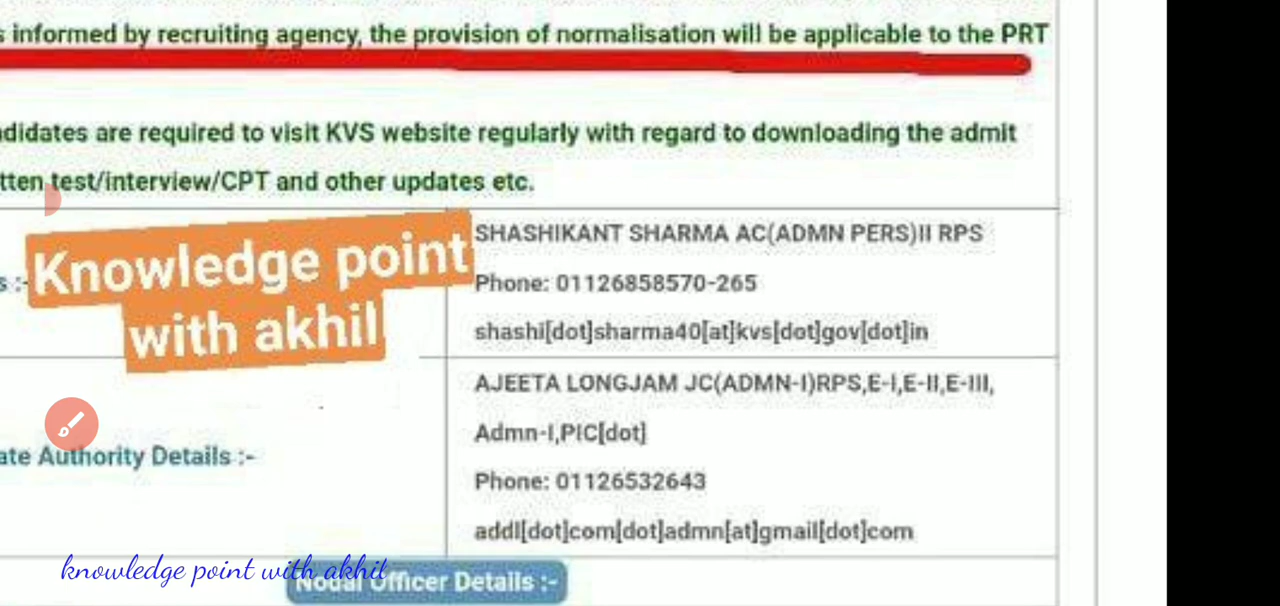 s informed by recruiting agency, the provision of normalisation will be applicable to the PRT
didates are required to visit KVS website regularly with regard to downloading the admit
tten test/interview/CPT and other updates etc.
s :-
Knowledge point
with akhil
SHASHIKANT SHARMA AC(ADMN PERS)II RPS
Phone: 01126858570-265
shashi[dot]sharma40[at]kvs[dot]gov[dot]in
ate Authority Details :-
AJEETA LONGJAM JC(ADMN-I)RPS,E-I,E-II,E-III,
Admn-I,PIC[dot]
Phone: 01126532643
addl[dot]com[dot]admn[at]gmail[dot]com
knowledge point with akhil
Nodal Officer Details :-